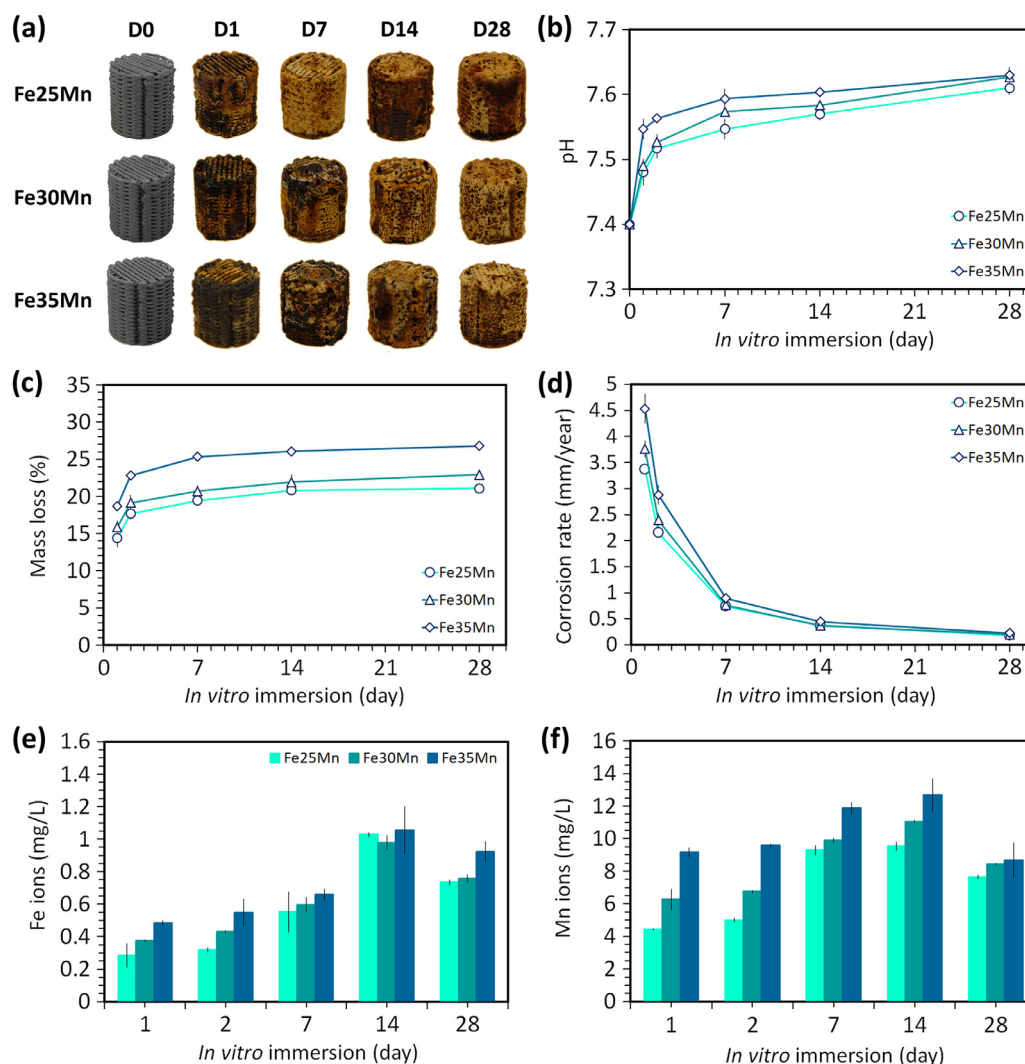 (a)
D0 D1 D7 D14 D28
Fe25Mn
Fe30Mn
Fe35Mn
(b)
7.7
7.6
7.5
7.4
7.3
pH
0 7 14 21 28
In vitro immersion (day)
Fe25Mn
Fe30Mn
Fe35Mn
(c)
35
30
25
20
15
10
5
0
Mass loss (%)
0 7 14 28
In vitro immersion (day)
Fe25Mn
Fe30Mn
Fe35Mn
(d)
5
4.5
4
3.5
3
2.5
2
1.5
1
0.5
0
Corrosion rate (mm/year)
0 7 14 28
In vitro immersion (day)
Fe25Mn
Fe30Mn
Fe35Mn
(e)
1.6
1.4
1.2
1
0.8
0.6
0.4
0.2
0
Fe ions (mg/L)
Fe25Mn Fe30Mn Fe35Mn
1 2 7 14 28
In vitro immersion (day)
(f)
16
14
12
10
8
6
4
2
0
Mn ions (mg/L)
1 2 7 14 28
In vitro immersion (day)